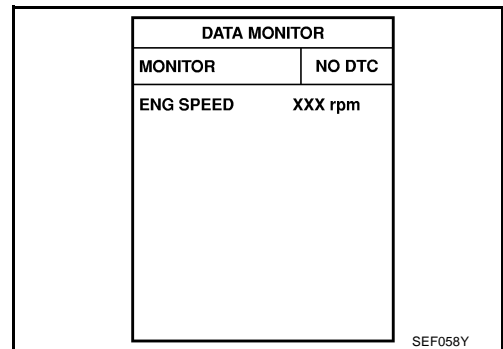 DATA MONITOR
MONITOR NO DTC
ENG SPEED XXX rpm
SEF058Y